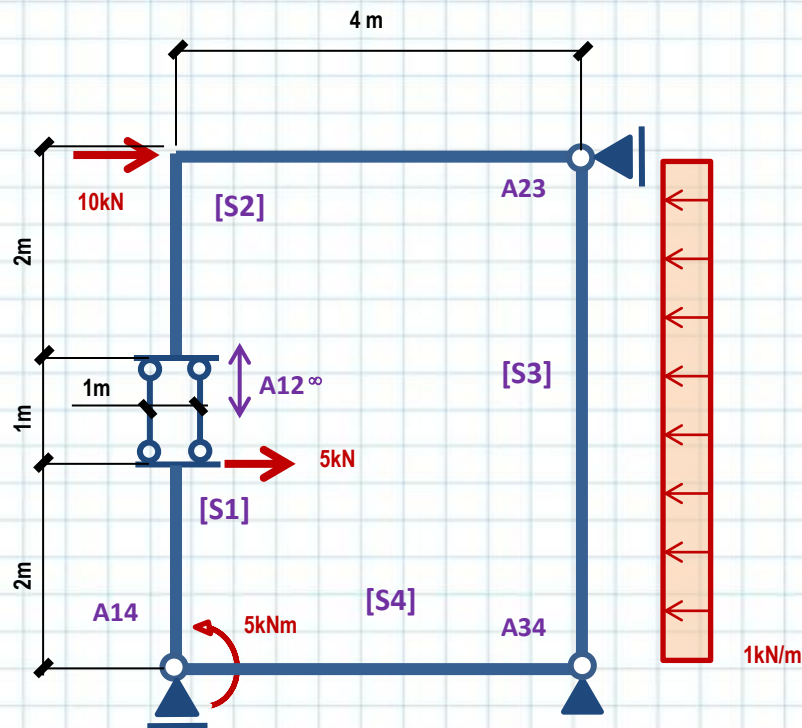 4 m
10kN
[S2]
A23
2m
1m
A12∞
[S3]
1m
5kN
[S1]
2m
[S4]
A14
5kNm
A34
1kN/m